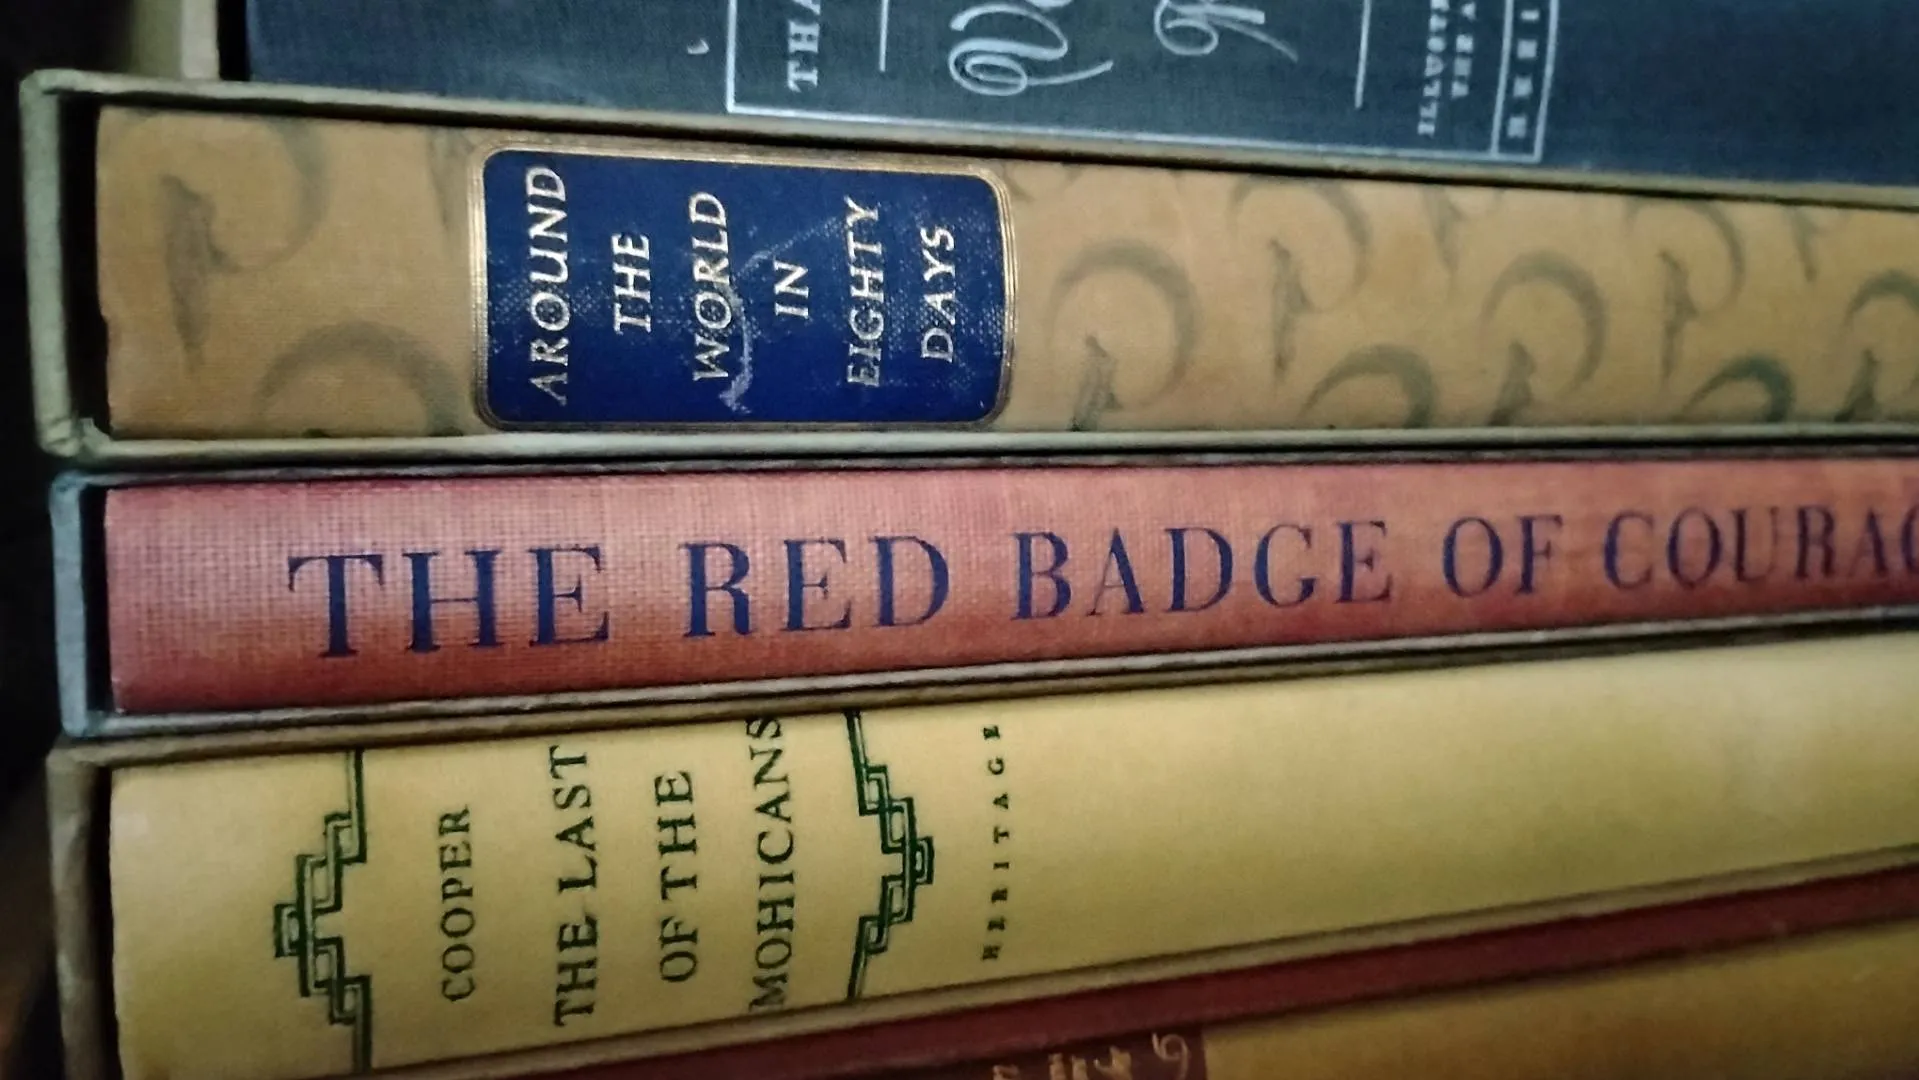 AROUND
THE
WORLD
IN
EIGHTY
DAYS
THE RED BADGE OF COURAG
COOPER
THE LAST
OF THE
MOHICANS
HERITAGE